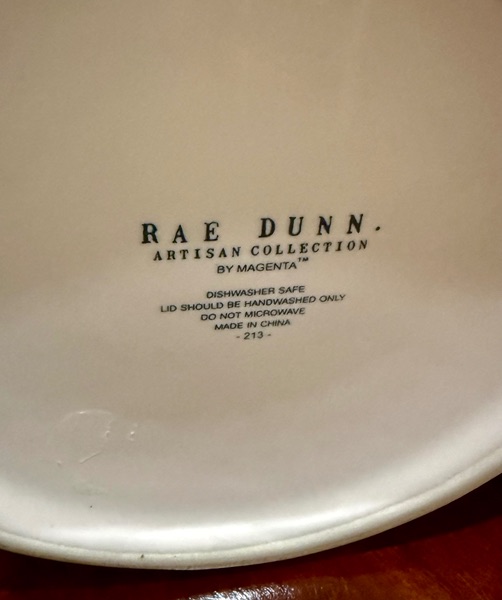 RAE DUNN.
ARTISAN COLLECTION
BY MAGENTA™
DISHWASHER SAFE
LID SHOULD BE HANDWASHED ONLY
DO NOT MICROWAVE
MADE IN CHINA
- 213 -